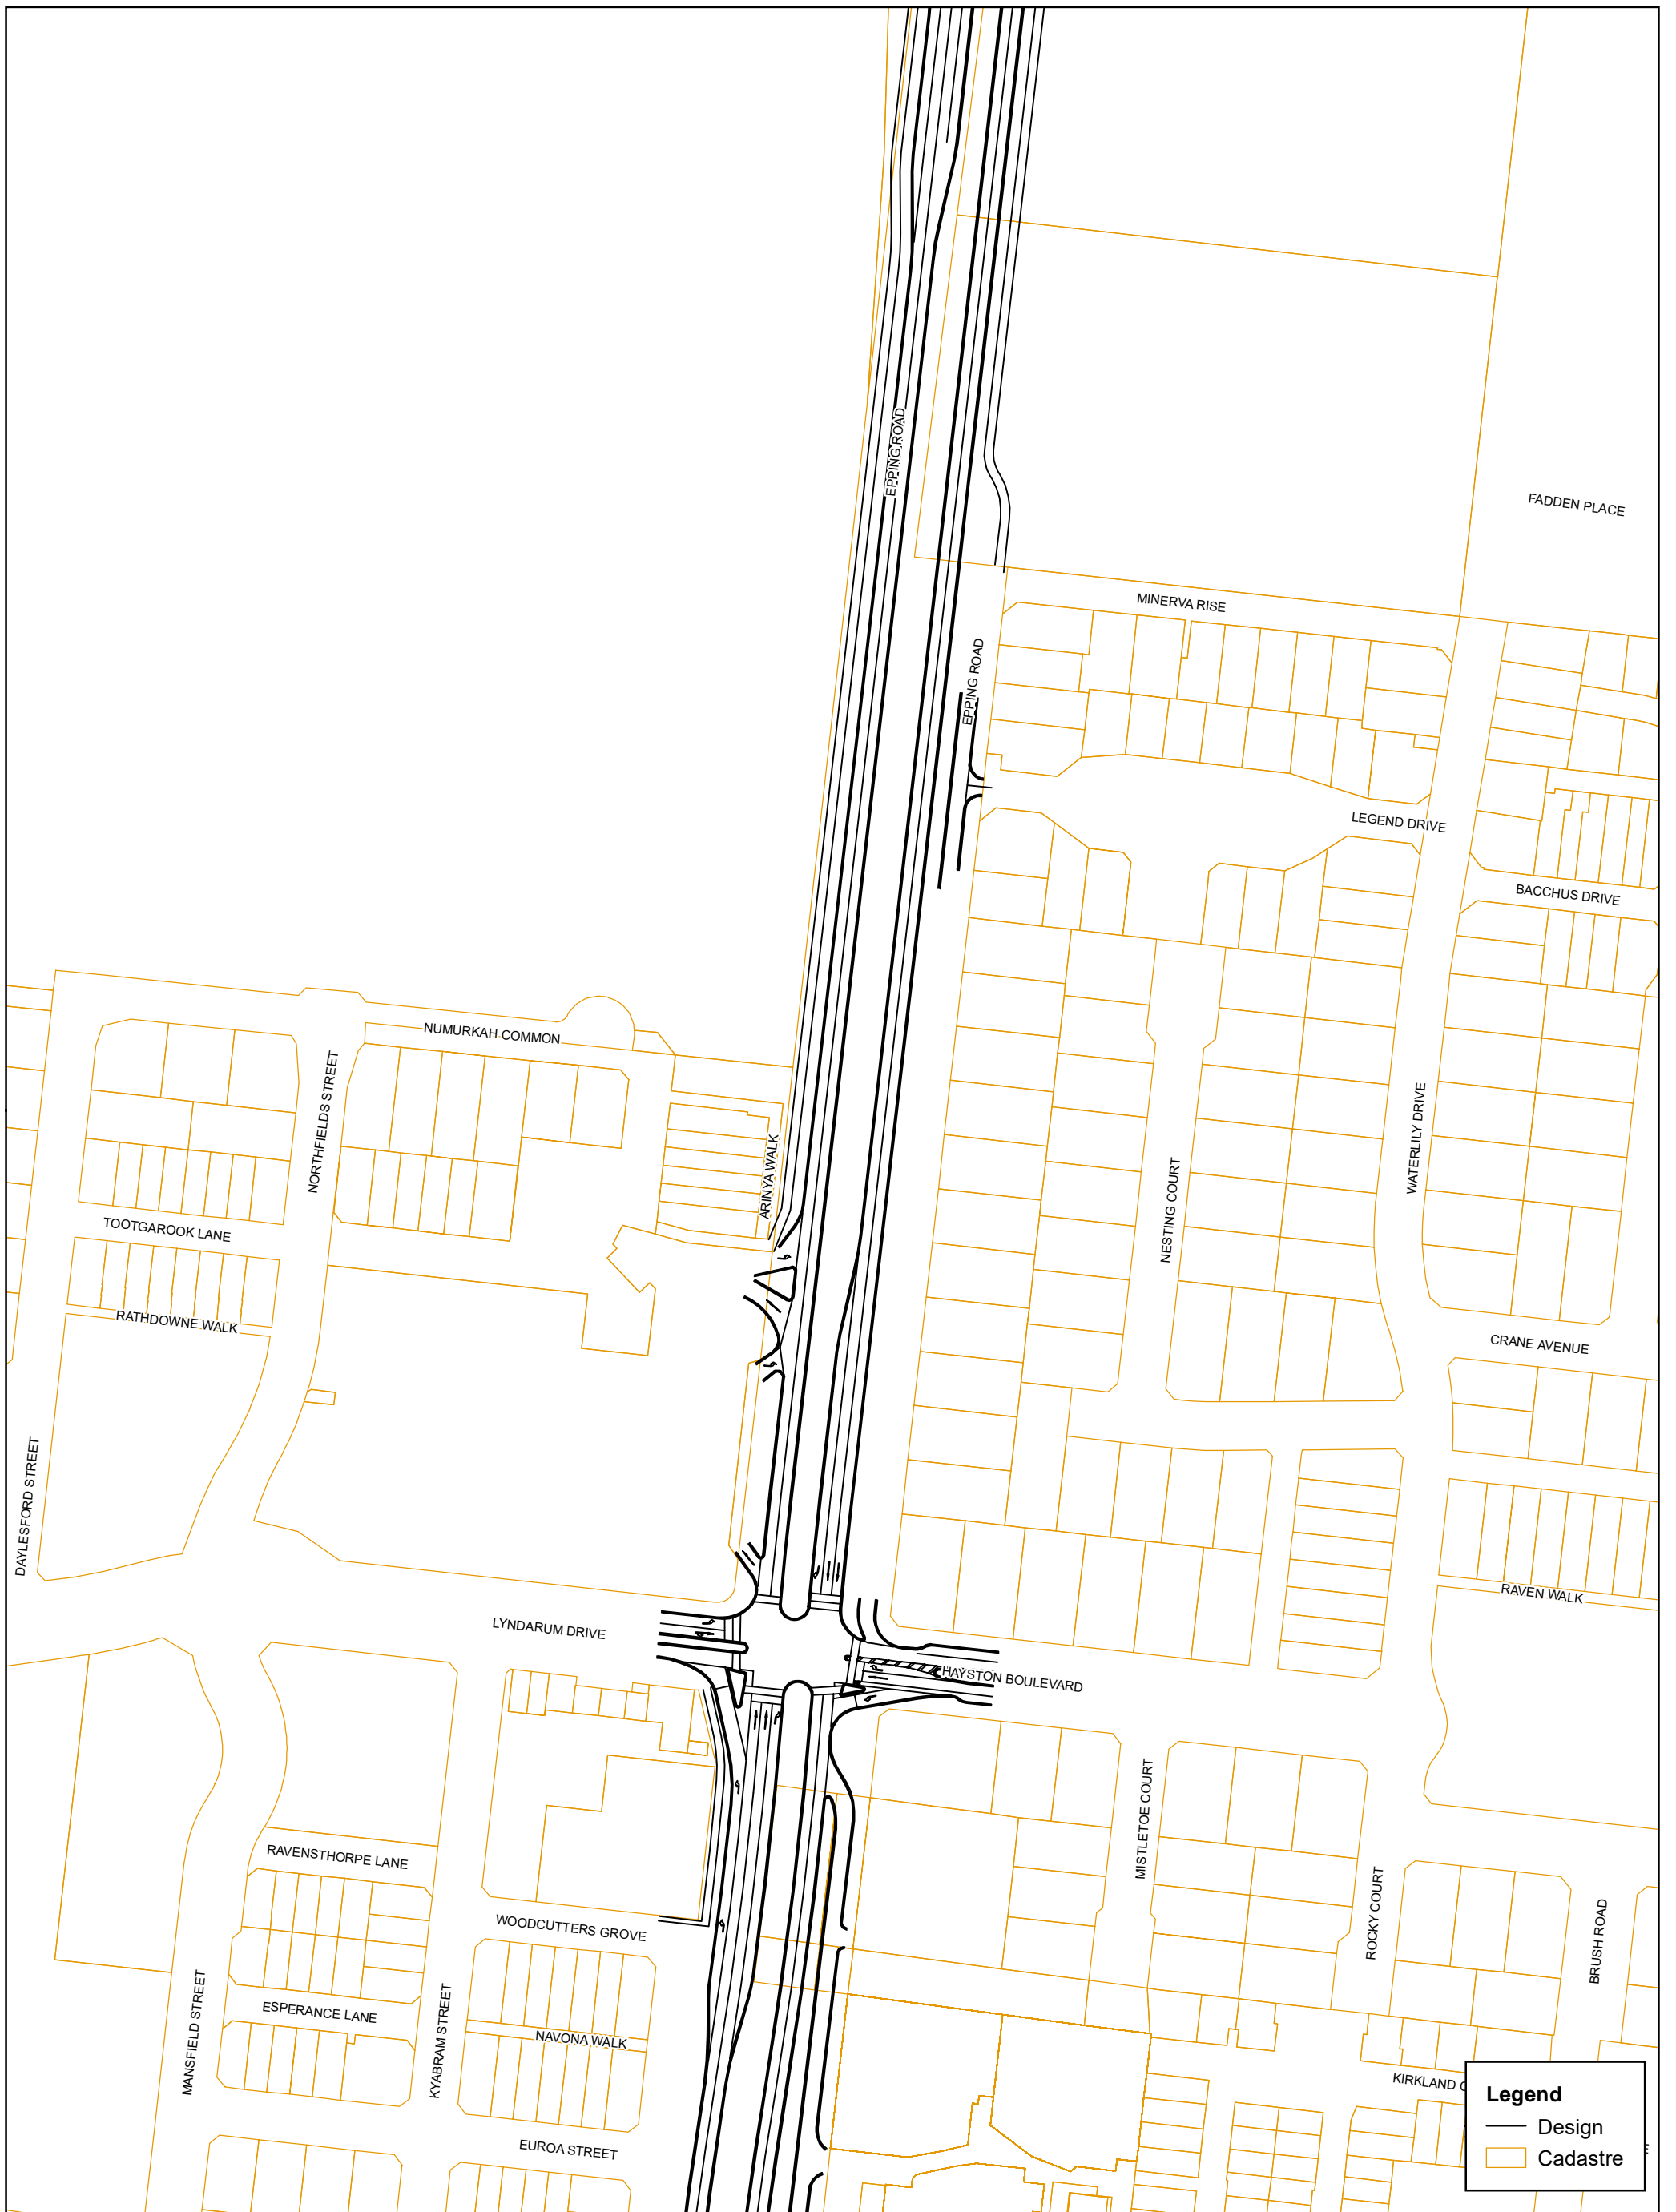 EPPING ROAD
FADDEN PLACE
MINERVA RISE
EPPING ROAD
LEGEND DRIVE
BACCHUS DRIVE
NUMURKAH COMMON
NORTHFIELDS STREET
ARINYA WALK
WATERLILY DRIVE
NESTING COURT
TOOTGAROOK LANE
RATHDOWNE WALK
CRANE AVENUE
DAYLESFORD STREET
RAVEN WALK
LYNDARUM DRIVE
HAYSTON BOULEVARD
MISTLETOE COURT
RAVENSTHORPE LANE
ROCKY COURT
BRUSH ROAD
WOODCUTTERS GROVE
MANSFIELD STREET
ESPERANCE LANE
KYABRAM STREET
NAVONA WALK
KIRKLAND
EUROA STREET
Legend
Design
Cadastre